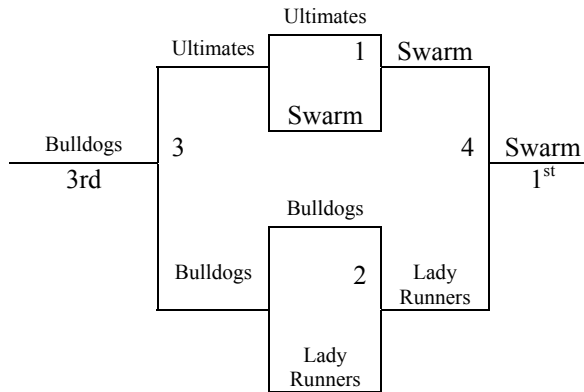 Ultimates
Ultimates 1 Swarm
Swarm
Bulldogs 3 4 Swarm
3rd 1st
Bulldogs
Bulldogs 2 Lady
Runners
Lady
Runners